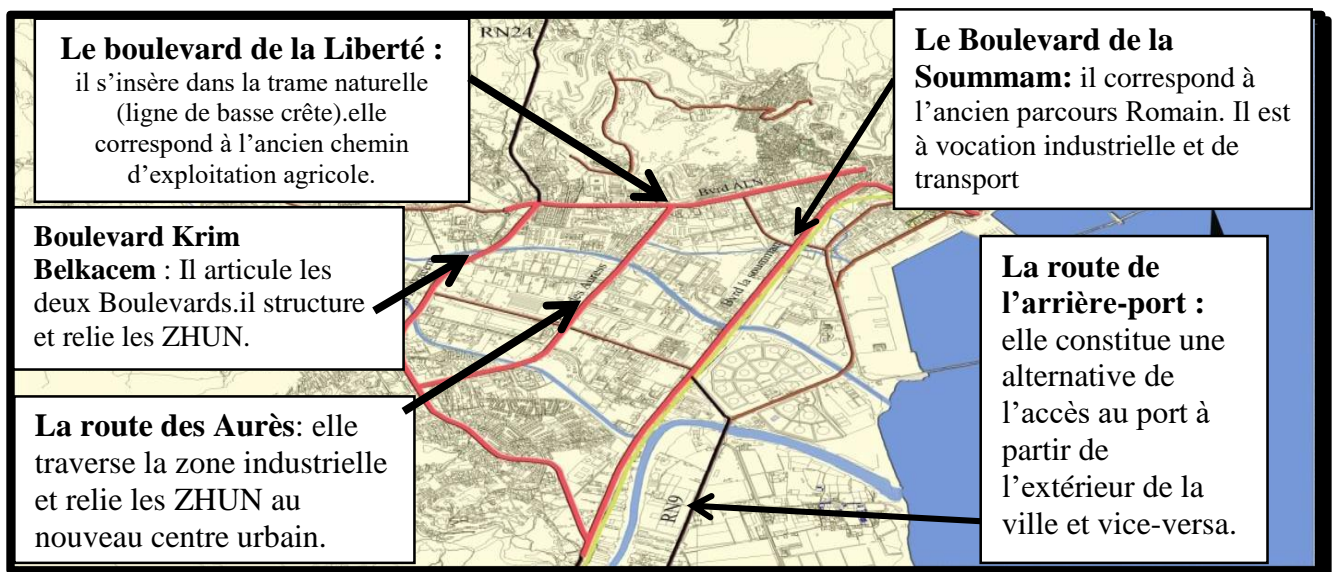 Le boulevard de la Liberté :
il s'insère dans la trame naturelle
(ligne de basse crête).elle
correspond à l'ancien chemin
d'exploitation agricole.
Boulevard Krim
Belkacem : Il articule les
deux Boulevards.il structure
et relie les ZHUN.
La route des Aurès: elle
traverse la zone industrielle
et relie les ZHUN au
nouveau centre urbain.
RN24
Bvrd ALN
Bvrd la soummam
Auress
RN9
Le Boulevard de la
Soummam: il correspond à
l'ancien parcours Romain. Il est
à vocation industrielle et de
transport
La route de
l'arrière-port :
elle constitue une
alternative de
l'accès au port à
partir de
l'extérieur de la
ville et vice-versa.